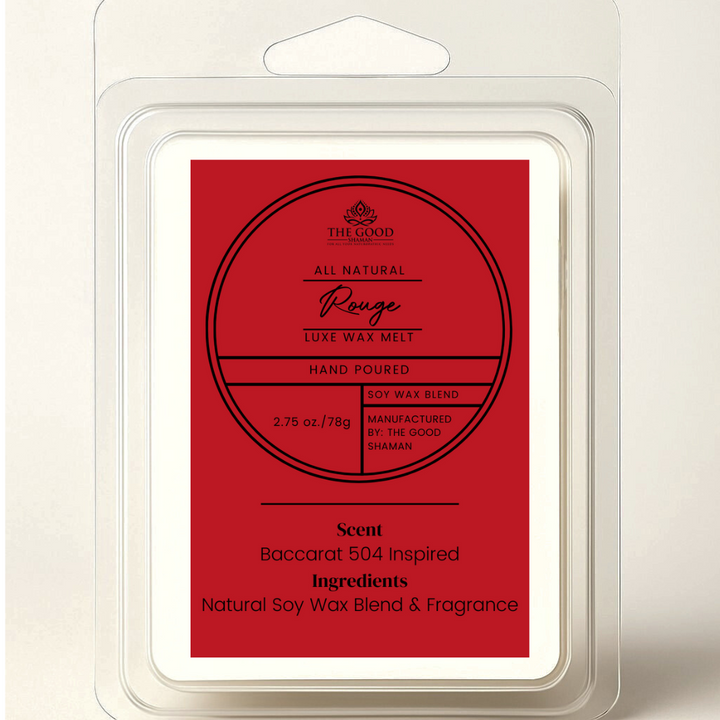 THE GOOD
SHAMAN
ALL NATURAL
Rouge
LUXE WAX MELT
HAND POURED
SOY WAX BLEND
2.75 oz./78g
MANUFACTURED
BY: THE GOOD
SHAMAN
Scent
Baccarat 504 Inspired
Ingredients
Natural Soy Wax Blend & Fragrance